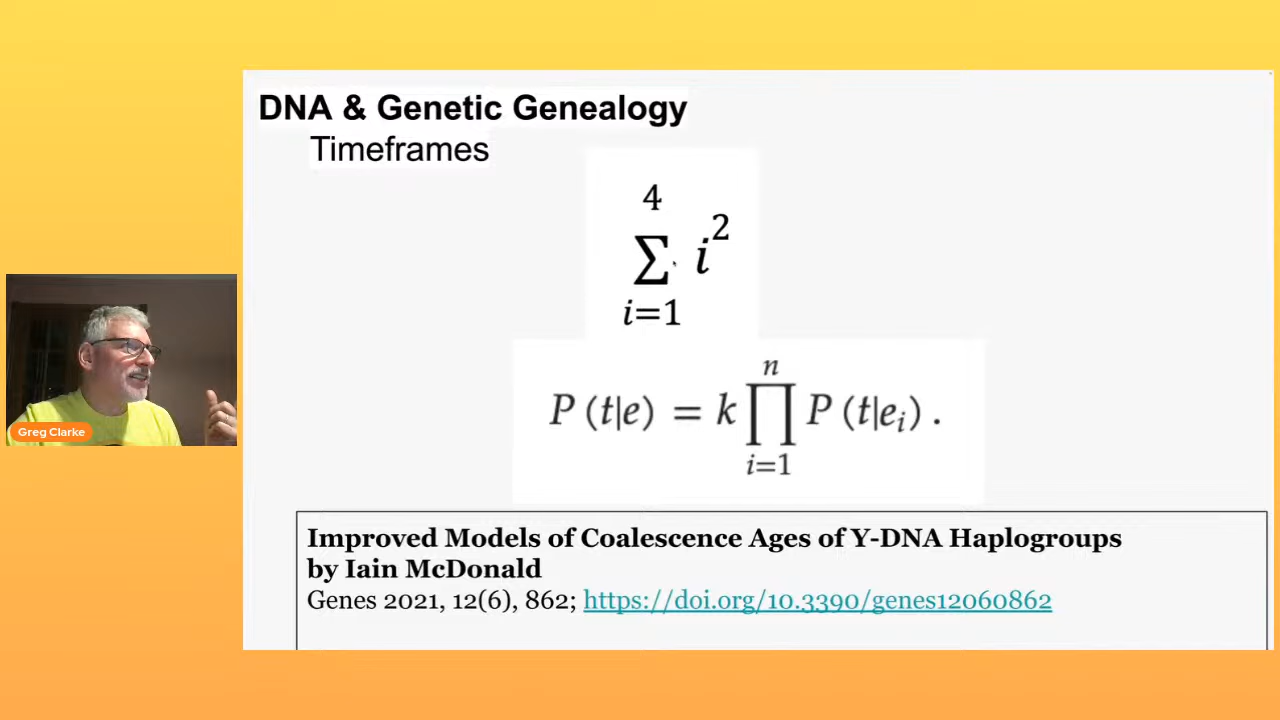 DNA & Genetic Genealogy
Timeframes
4
∑ i²
i=1
n
P (t|e) = k ∏ P (t|eᵢ) .
i=1
Greg Clarke
Improved Models of Coalescence Ages of Y-DNA Haplogroups
by Iain McDonald
Genes 2021, 12(6), 862; https://doi.org/10.3390/genes12060862